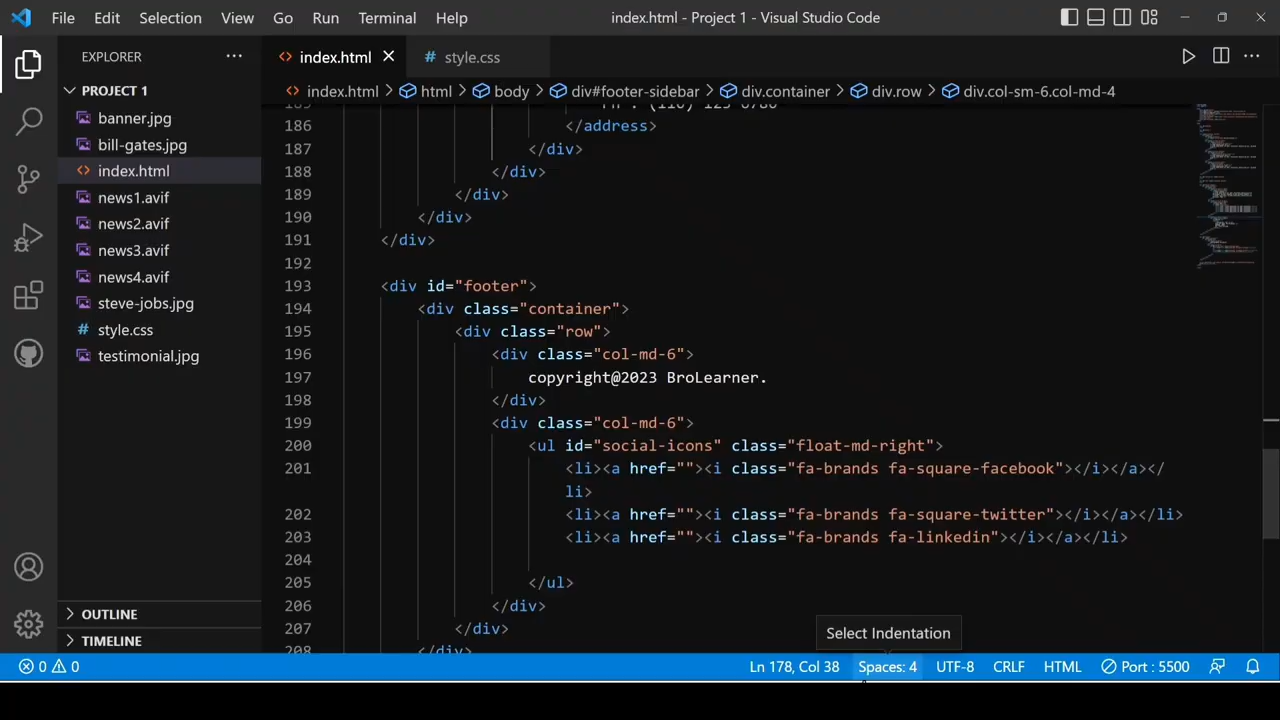 File Edit Selection View Go Run Terminal Help index.html - Project 1 - Visual Studio Code
EXPLORER
index.html
# style.css
PROJECT 1
index.html > html > body > div#footer-sidebar > div.container > div.row > div.col-sm-6.col-md-4
banner.jpg
bill-gates.jpg
index.html
news1.avif
news2.avif
news3.avif
news4.avif
steve-jobs.jpg
# style.css
testimonial.jpg
OUTLINE
TIMELINE
186 </address>
187 </div>
188 </div>
189 </div>
190 </div>
191 </div>
192
193 <div id="footer">
194 <div class="container">
195 <div class="row">
196 <div class="col-md-6">
197 copyright@2023 BroLearner.
198 </div>
199 <div class="col-md-6">
200 <ul id="social-icons" class="float-md-right">
201 <li><a href=""><i class="fa-brands fa-square-facebook"></i></a></
li>
202 <li><a href=""><i class="fa-brands fa-square-twitter"></i></a></li>
203 <li><a href=""><i class="fa-brands fa-linkedin"></i></a></li>
204
205 </ul>
206 </div>
207 </div>
208 </div>
Select Indentation
0 0 Ln 178, Col 38 Spaces: 4 UTF-8 CRLF HTML Port : 5500